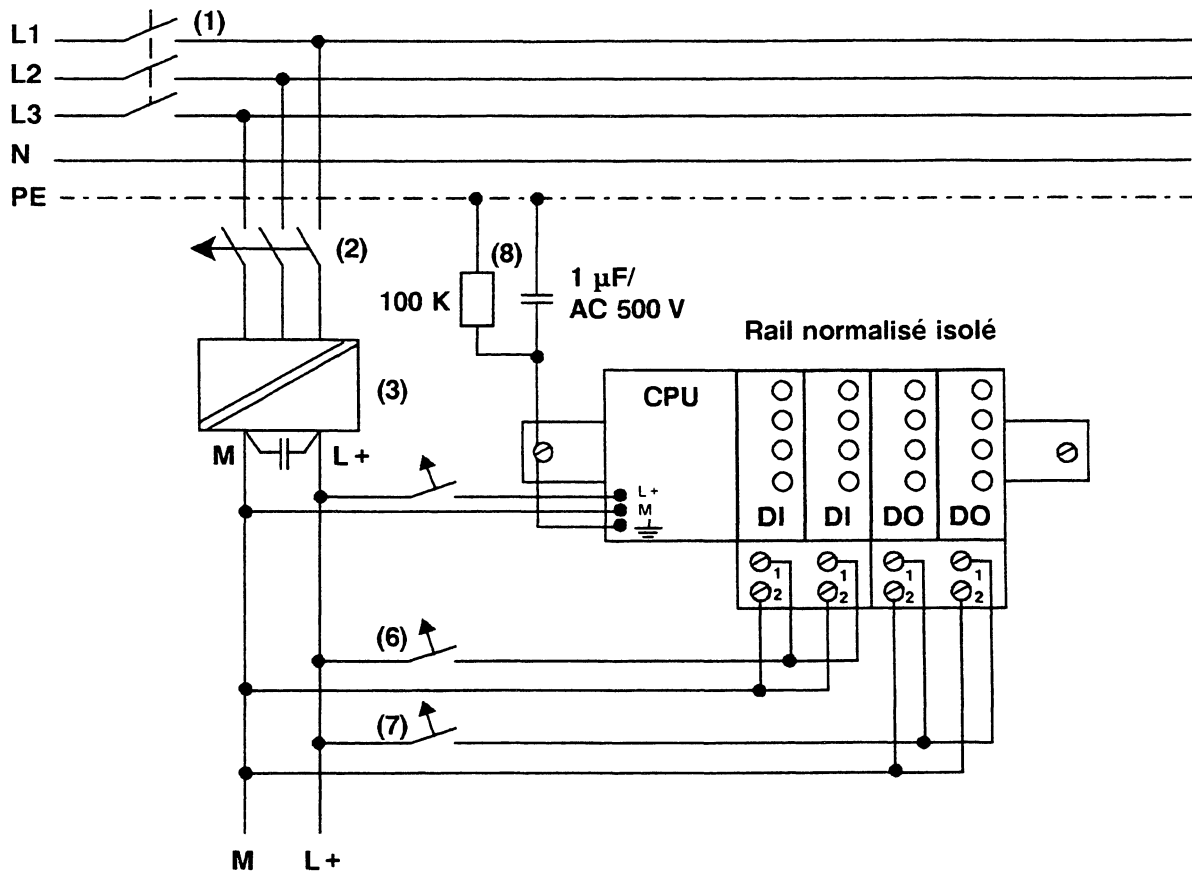 L1
(1)
L2
L3
N
PE
(2)
(8)
100 K
1 µF/
AC 500 V
Rail normalisé isolé
(3)
CPU
M
L +
L +
M
DI
DI
DO
DO
1
1
1
1
2
2
2
2
(6)
(7)
M
L +